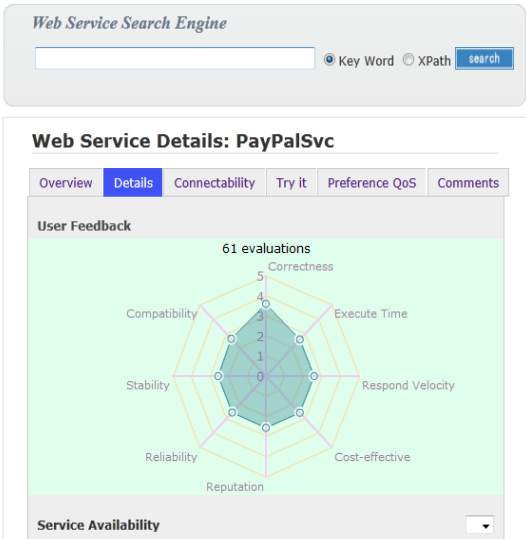 Web Service Search Engine
Key Word XPath search
Web Service Details: PayPalSvc
Overview Details Connectability Try it Preference QoS Comments
User Feedback
61 evaluations
Correctness
5
4
Compatibility 3 Execute Time
2
1
Stability 0 Respond Velocity
Reliability Cost-effective
Reputation
Service Availability